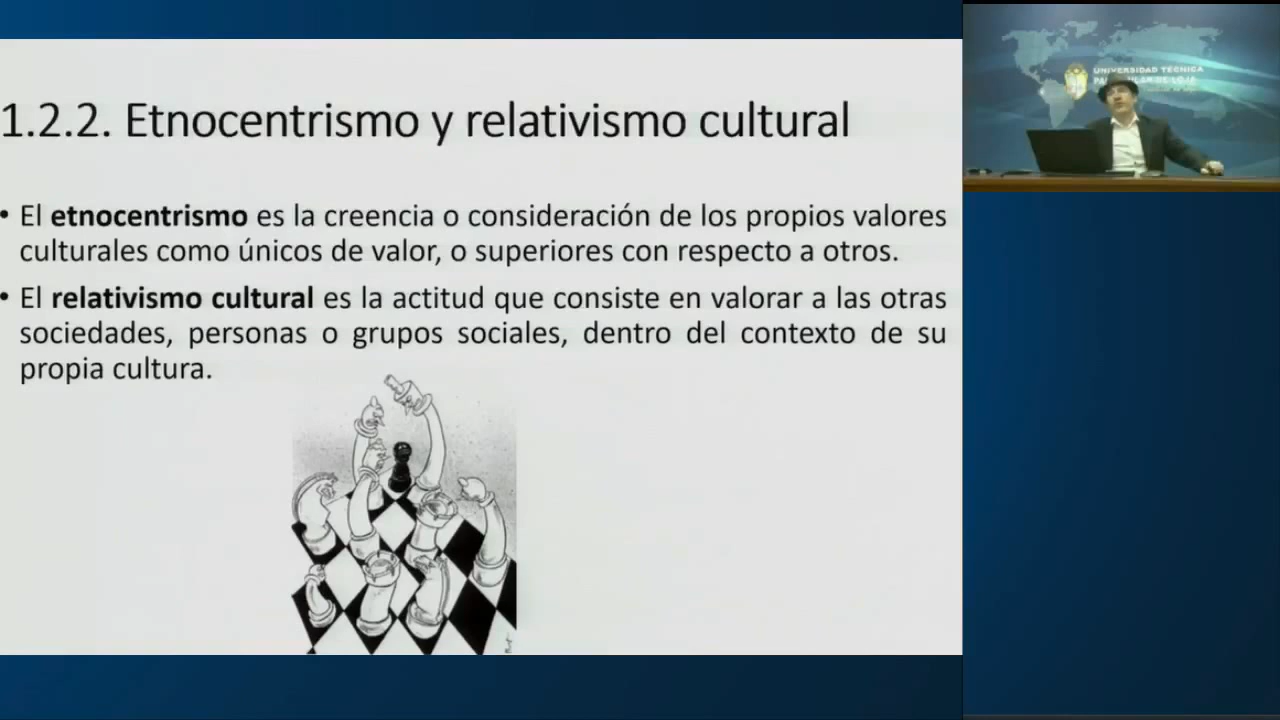 1.2.2. Etnocentrismo y relativismo cultural
• El etnocentrismo es la creencia o consideración de los propios valores
culturales como únicos de valor, o superiores con respecto a otros.
• El relativismo cultural es la actitud que consiste en valorar a las otras
sociedades, personas o grupos sociales, dentro del contexto de su
propia cultura.
UNIVERSIDAD TÉCNICA